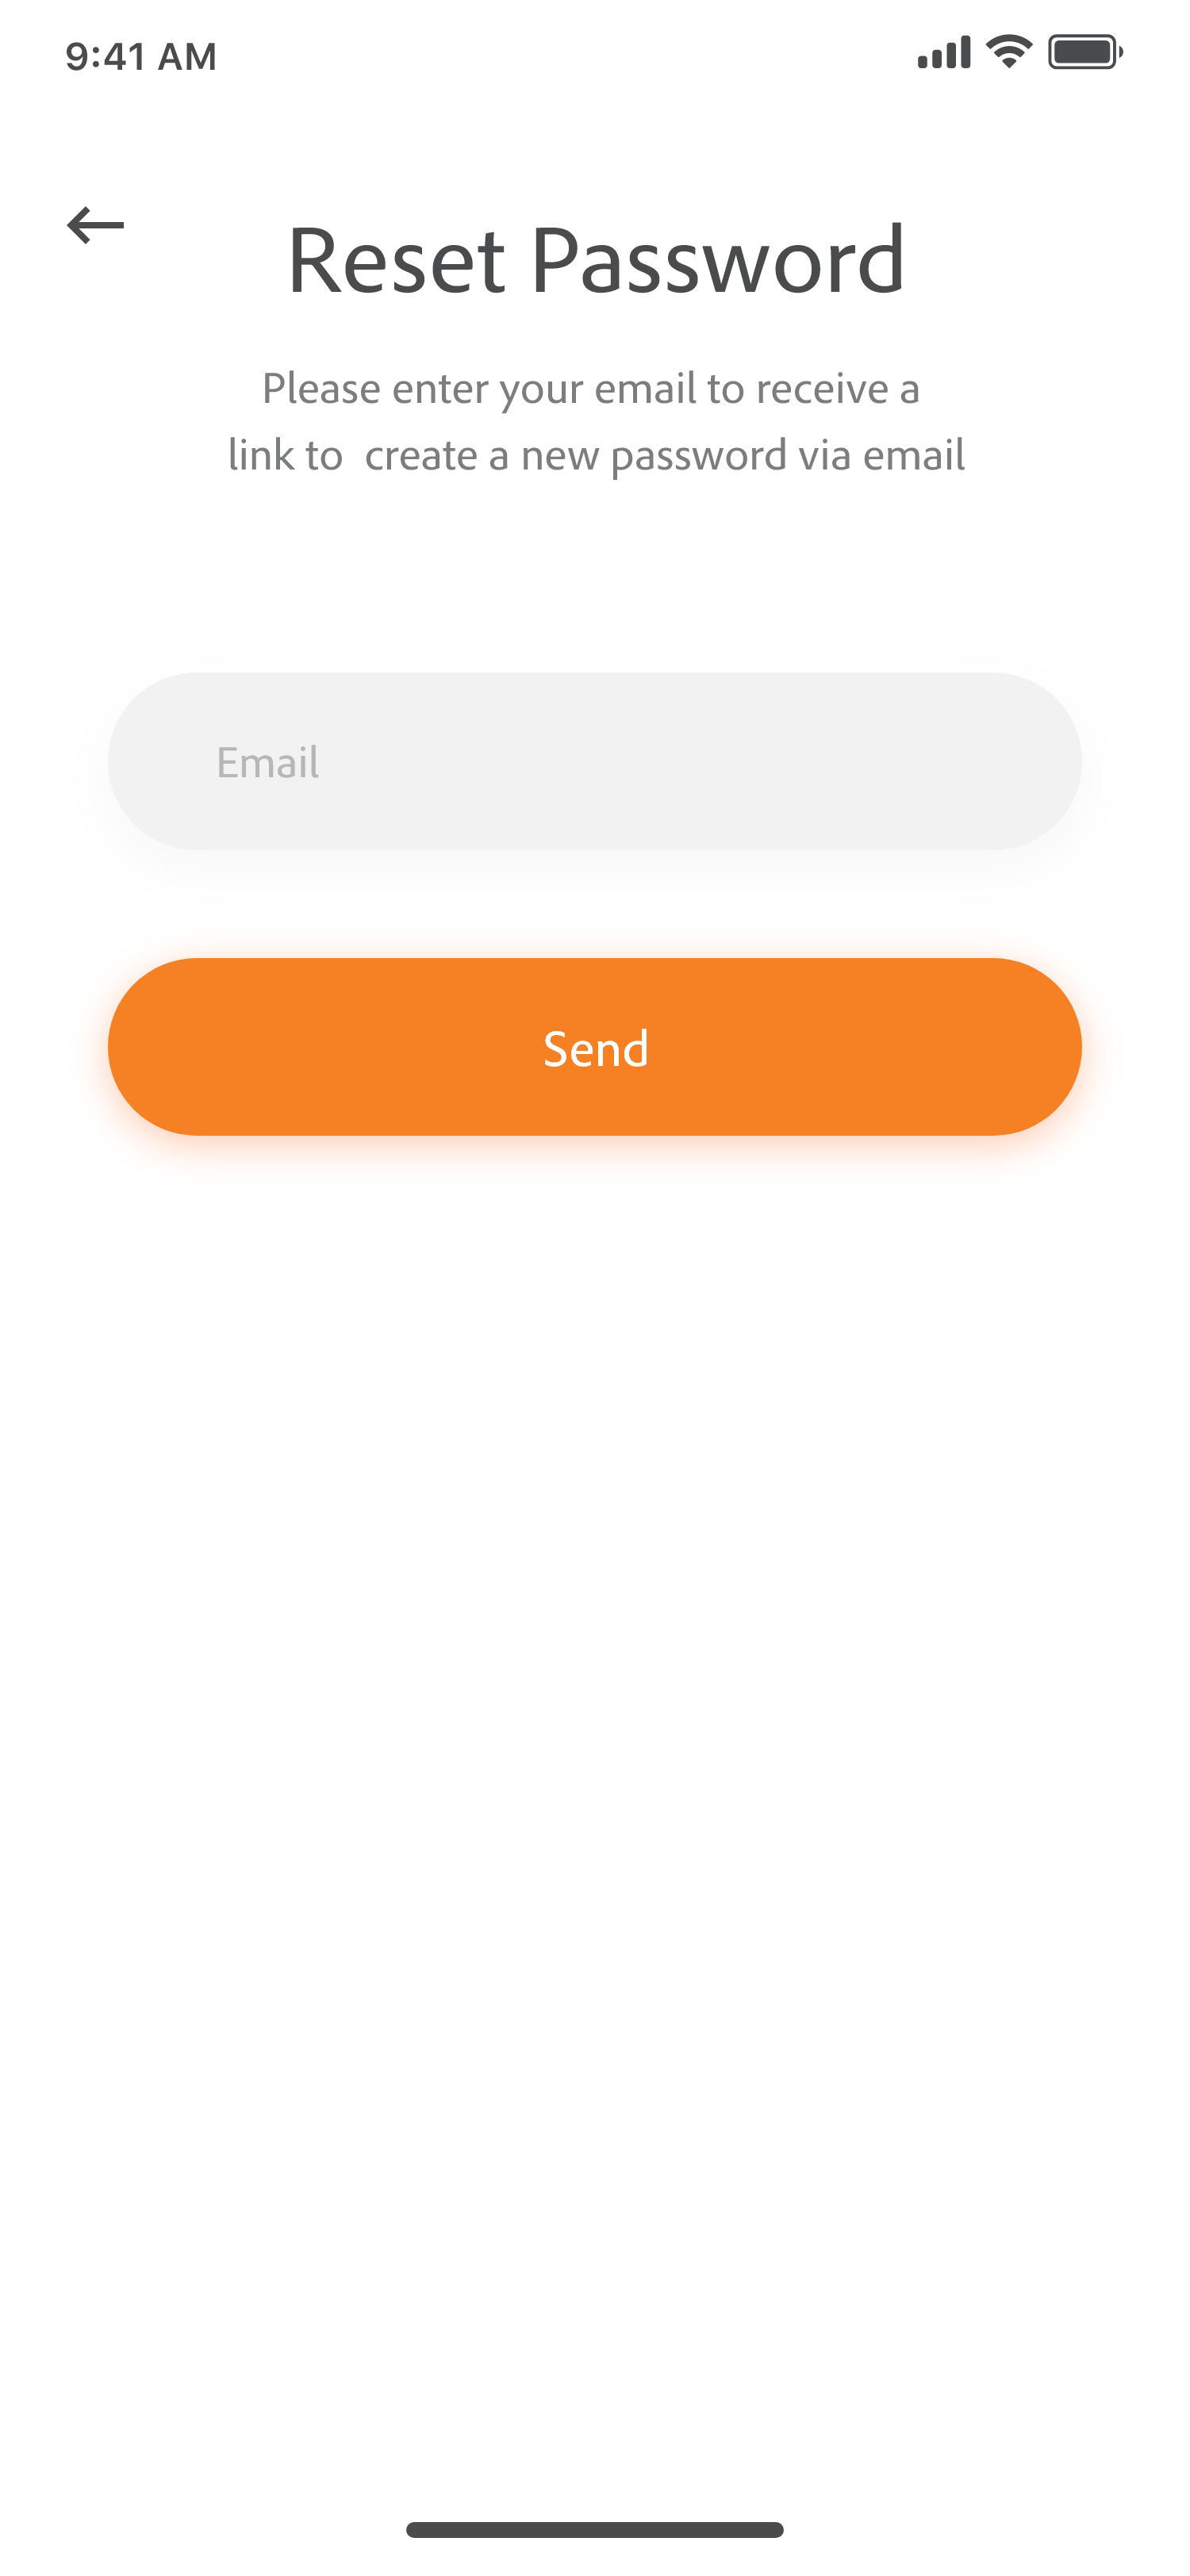 9:41 AM
Reset Password
Please enter your email to receive a
link to  create a new password via email
Email
Send